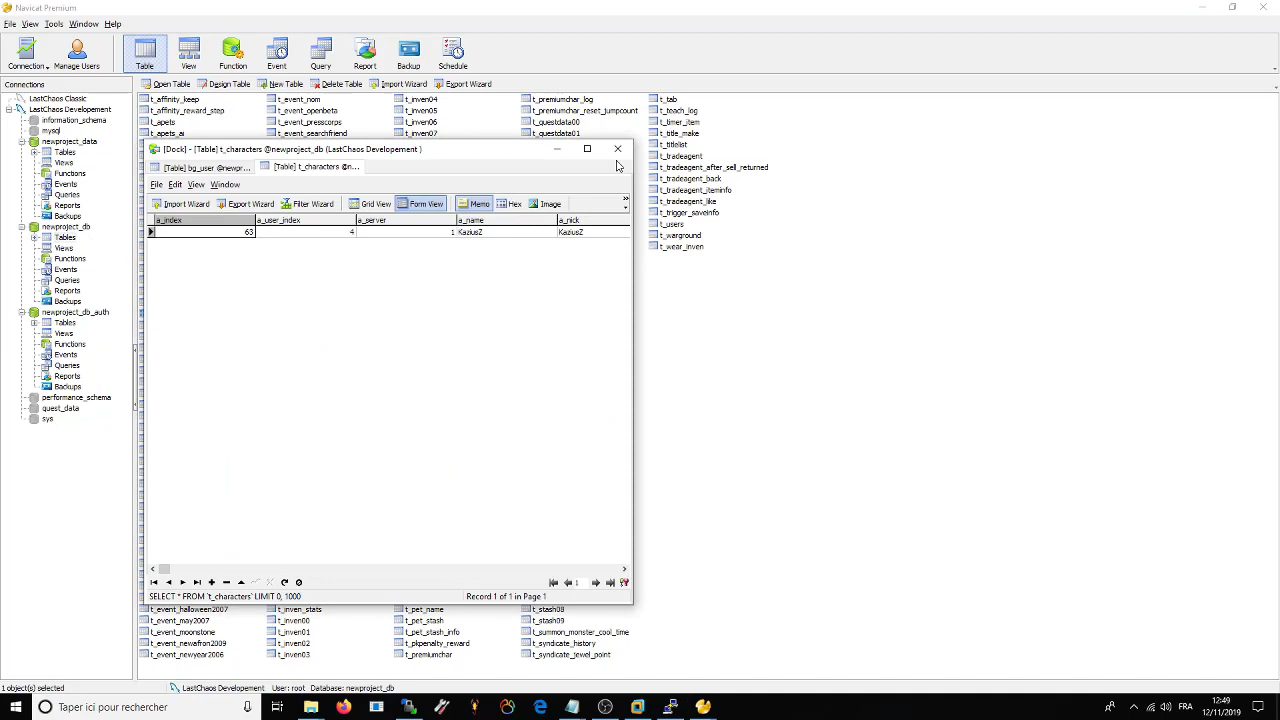 Navicat Premium
File View Tools Window Help
Connection Manage Users Table View Function Event Query Report Backup Schedule
Connections
Open Table Design Table New Table Delete Table Import Wizard Export Wizard
LastChaos Classic
LastChaos Developement
information_schema
mysql
newproject_data
Tables
Views
Functions
Events
Queries
Reports
Backups
newproject_db
Tables
Views
Functions
Events
Queries
Reports
Backups
newproject_db_auth
Tables
Views
Functions
Events
Queries
Reports
Backups
performance_schema
quest_data
sys
t_affinity_keep t_event_nom t_inven04 t_premiumchar_log t_tab
t_affinity_reward_step t_event_openbeta t_inven05 t_premiumchar_reset_jumpcount t_teach_log
t_apets t_event_presscorps t_inven06 t_questdata00 t_timer_item
t_apets_ai t_event_searchfriend t_inven07 t_questdata01 t_title_make
t_titlelist
t_tradeagent
t_tradeagent_after_sell_returned
t_tradeagent_back
t_tradeagent_iteminfo
t_tradeagent_like
t_trigger_saveinfo
t_users
t_warground
t_wear_inven
[Dock] - [Table] t_characters @newproject_db (LastChaos Developement )
[Table] bg_user @newpr... [Table] t_characters @n...
File Edit View Window
Import Wizard Export Wizard Filter Wizard Grid View Form View Memo Hex Image
a_index a_user_index a_server a_name a_nick
63 4 1 KaziusZ KaziusZ
1
SELECT * FROM `t_characters` LIMIT 0, 1000 Record 1 of 1 in Page 1
t_event_halloween2007 t_inven_stats t_pet_name t_stash08
t_event_may2007 t_inven00 t_pet_stash t_stash09
t_event_moonstone t_inven01 t_pet_stash_info t_summon_monster_cool_time
t_event_newafron2009 t_inven02 t_pkpenalty_reward t_syndicate_history
t_event_newyear2006 t_inven03 t_premiumchar t_syndicate_jewel_point
1 object(s) selected LastChaos Developement User: root Database: newproject_db
Taper ici pour rechercher FRA 12:49
12/11/2019